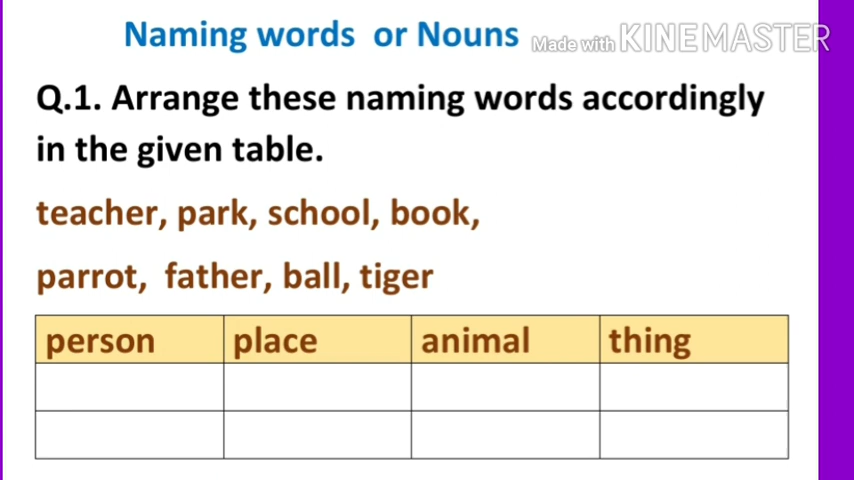 Naming words or Nouns
Made with KINEMASTER
Q.1. Arrange these naming words accordingly
in the given table.
teacher, park, school, book,
parrot, father, ball, tiger
person place animal thing